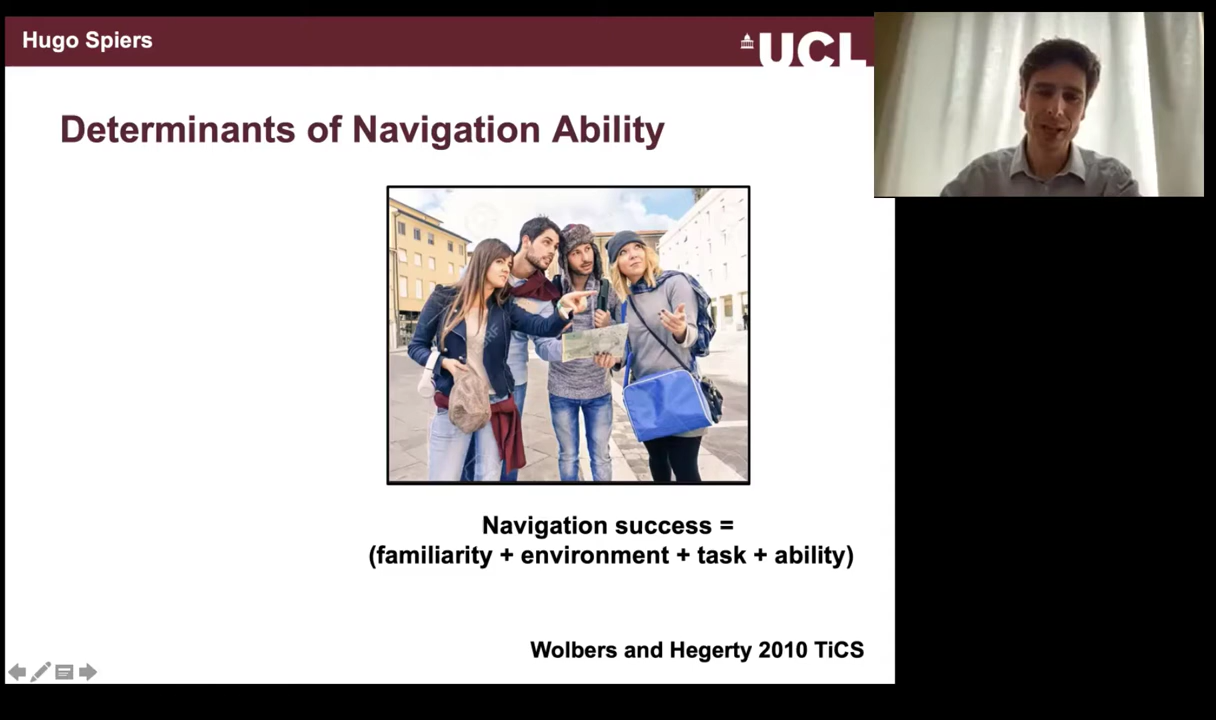 Hugo Spiers
UCL
Determinants of Navigation Ability
Navigation success =
(familiarity + environment + task + ability)
Wolbers and Hegerty 2010 TiCS